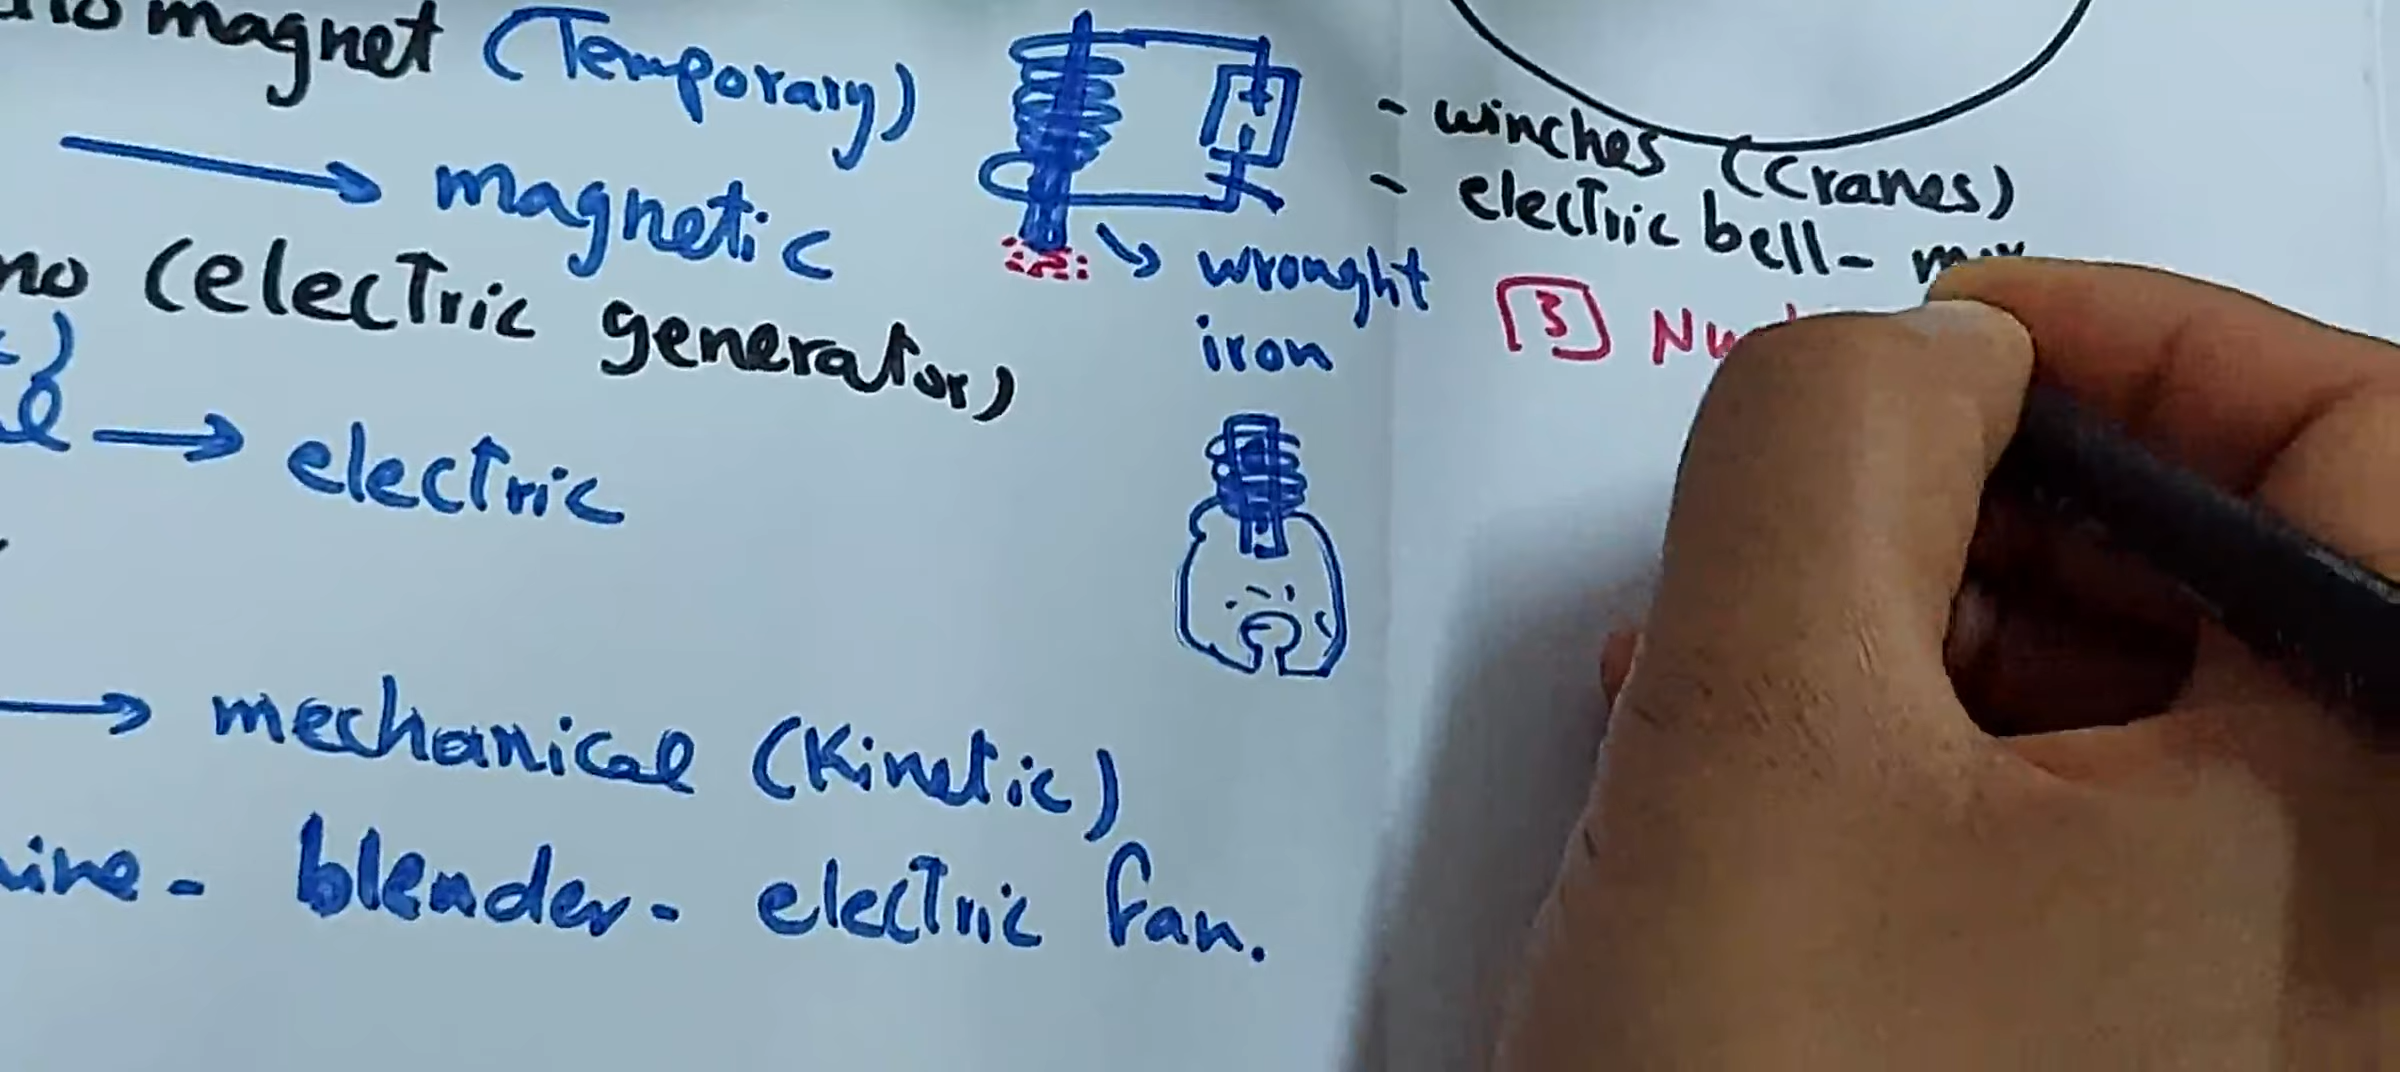 magnet (Temporary)
magnetic
(electric generator)
electric
mechanical (Kinetic)
- blender - electric fan.
wrought
iron
- winches (Cranes)
- electric bell -
3